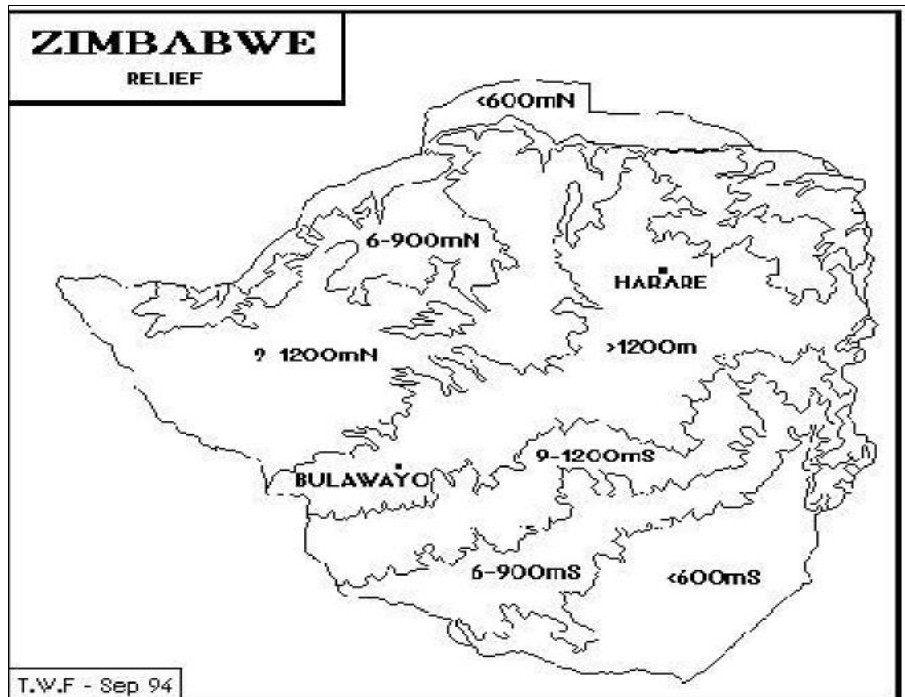 ZIMBABWE
RELIEF
<600mN
6-900mN
HARARE
9-1200mN
>1200m
9-1200mS
BULAWAYO
6-900mS
<600mS
T.W.F - Sep 94